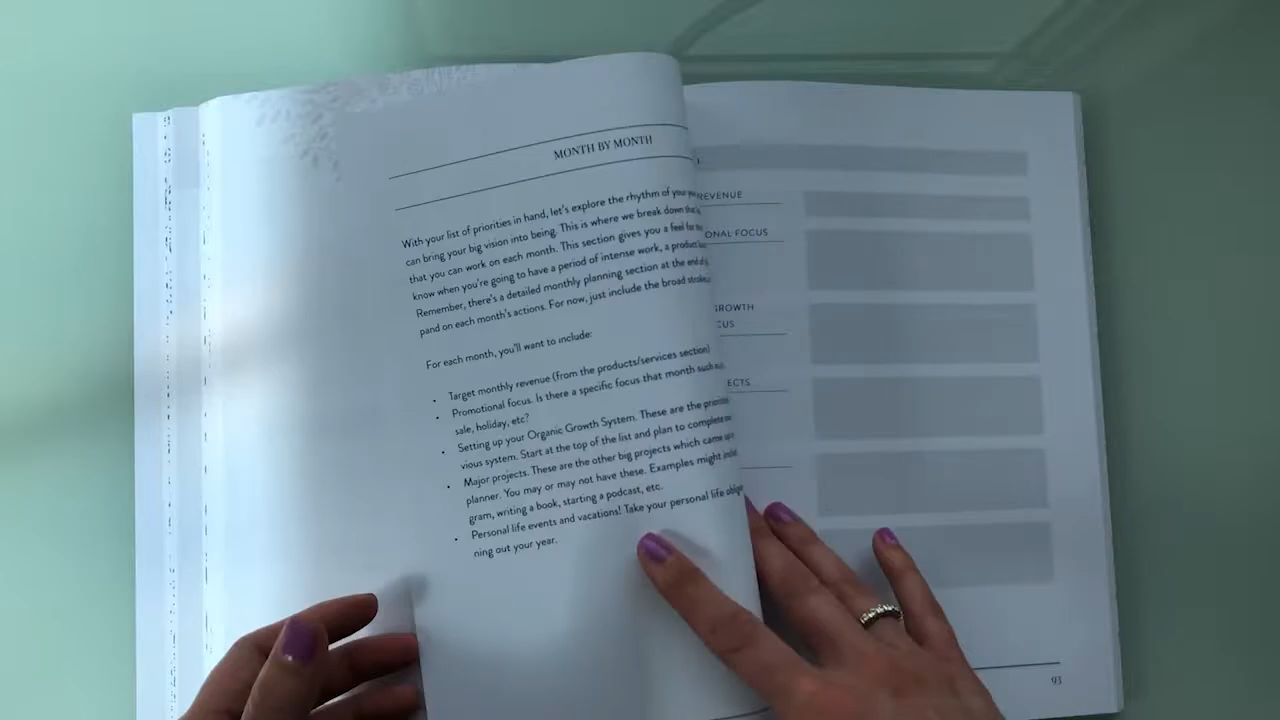 MONTH BY MONTH
With your list of priorities in hand, let's explore the rhythm of your
can bring your big vision into being. This is where we break down
that you can work on each month. This section gives you a feel for
know when you're going to have a period of intense work, a product
Remember, there's a detailed monthly planning section at the end
pand on each month's actions. For now, just include the broad
For each month, you'll want to include:
• Target monthly revenue (from the products/services section)
• Promotional focus. Is there a specific focus that month such
sale, holiday, etc?
• Setting up your Organic Growth System. These are the
vious system. Start at the top of the list and plan to complete
• Major projects. These are the other big projects which came
planner. You may or may not have these. Examples might
gram, writing a book, starting a podcast, etc.
• Personal life events and vacations! Take your personal life
ning out your year.
REVENUE
ONAL FOCUS
GROWTH
CUS
ECTS
93